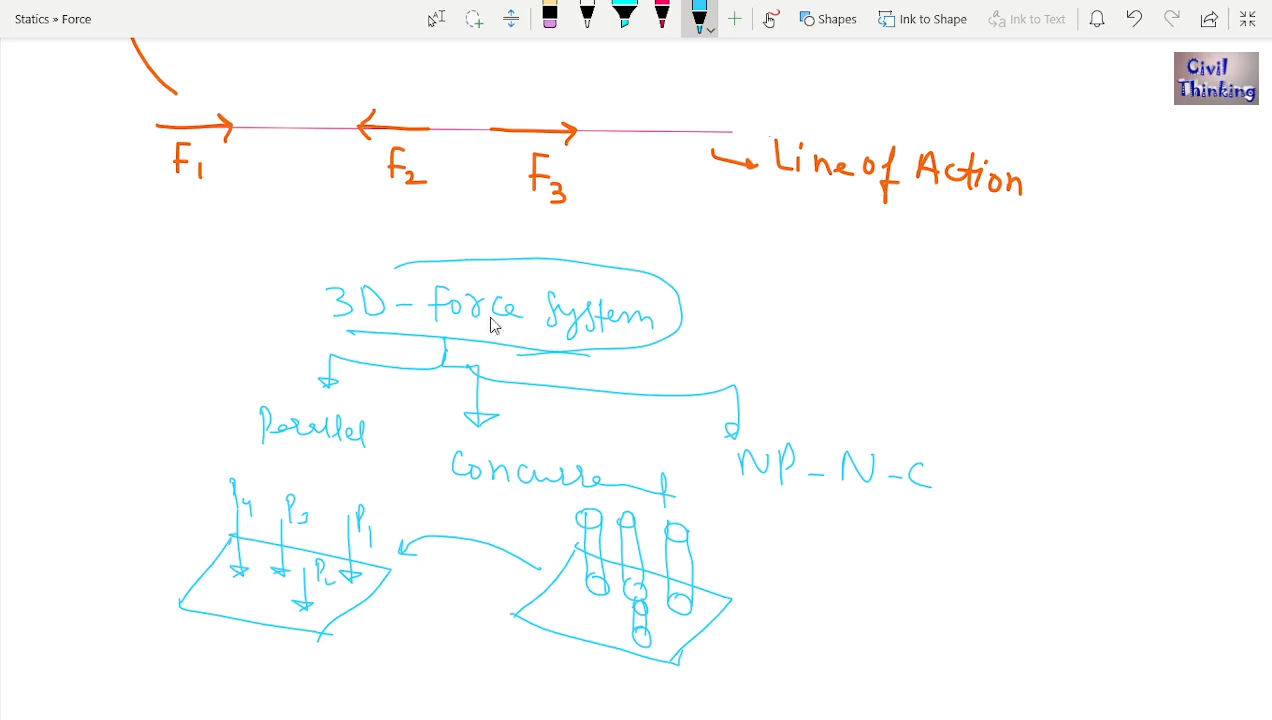 Statics » Force
Shapes
Ink to Shape
Ink to Text
Civil
Thinking
F1 F2 F3
Line of Action
3D - force system
Parallel
Concurrent
NP - N - C
P4 P3 P1
P2